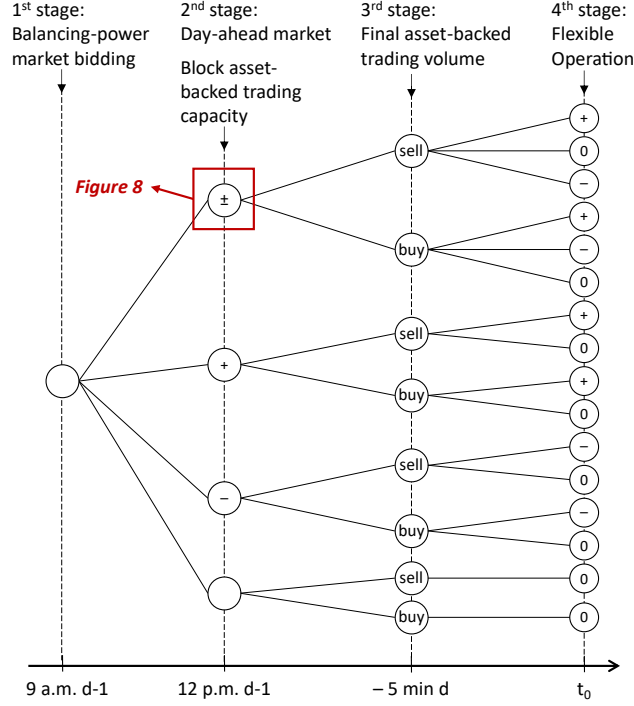 1st stage:
Balancing-power
market bidding
2nd stage:
Day-ahead market
Block asset-
backed trading
capacity
3rd stage:
Final asset-backed
trading volume
4th stage:
Flexible
Operation
Figure 8
±
sell
+
0
−
buy
+
−
0
+
sell
+
0
buy
+
0
−
sell
−
0
buy
−
0
sell
0
buy
0
9 a.m. d-1
12 p.m. d-1
− 5 min d
t0